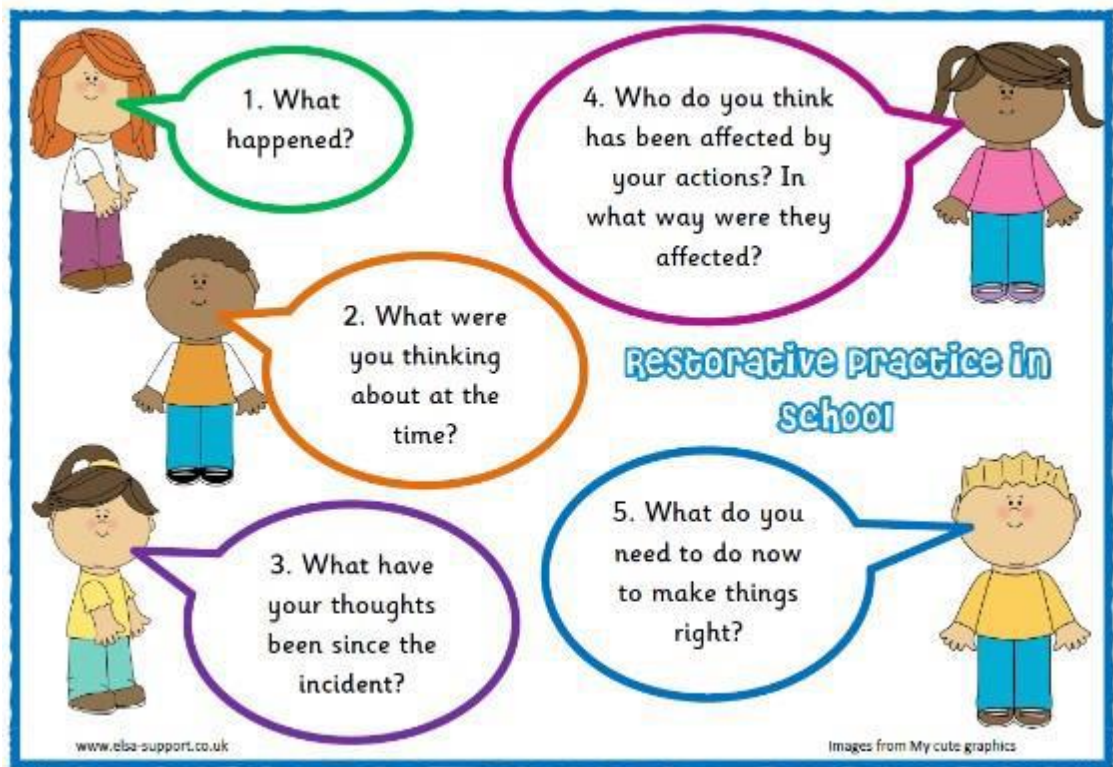 1. What
happened?
2. What were
you thinking
about at the
time?
3. What have
your thoughts
been since the
incident?
4. Who do you think
has been affected by
your actions? In
what way were they
affected?
Restorative practice in
school
5. What do you
need to do now
to make things
right?
www.elsa-support.co.uk
Images from My cute graphics